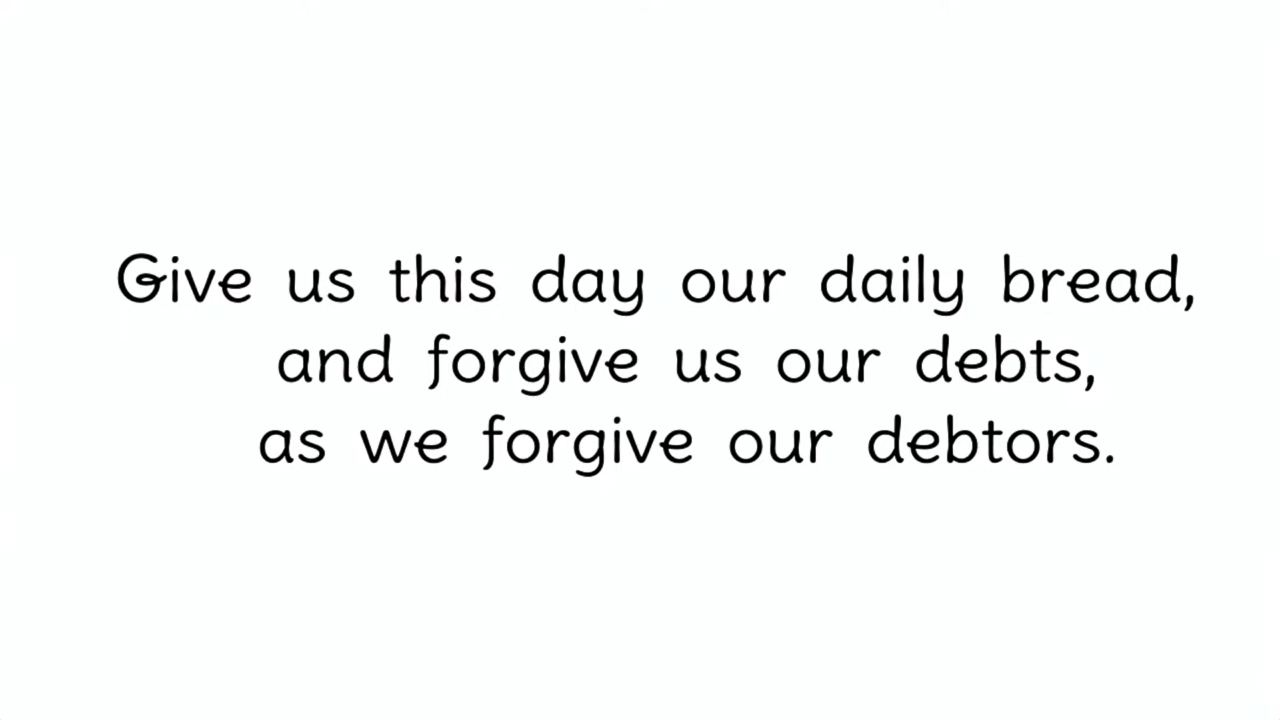 Give us this day our daily bread,
and forgive us our debts,
as we forgive our debtors.